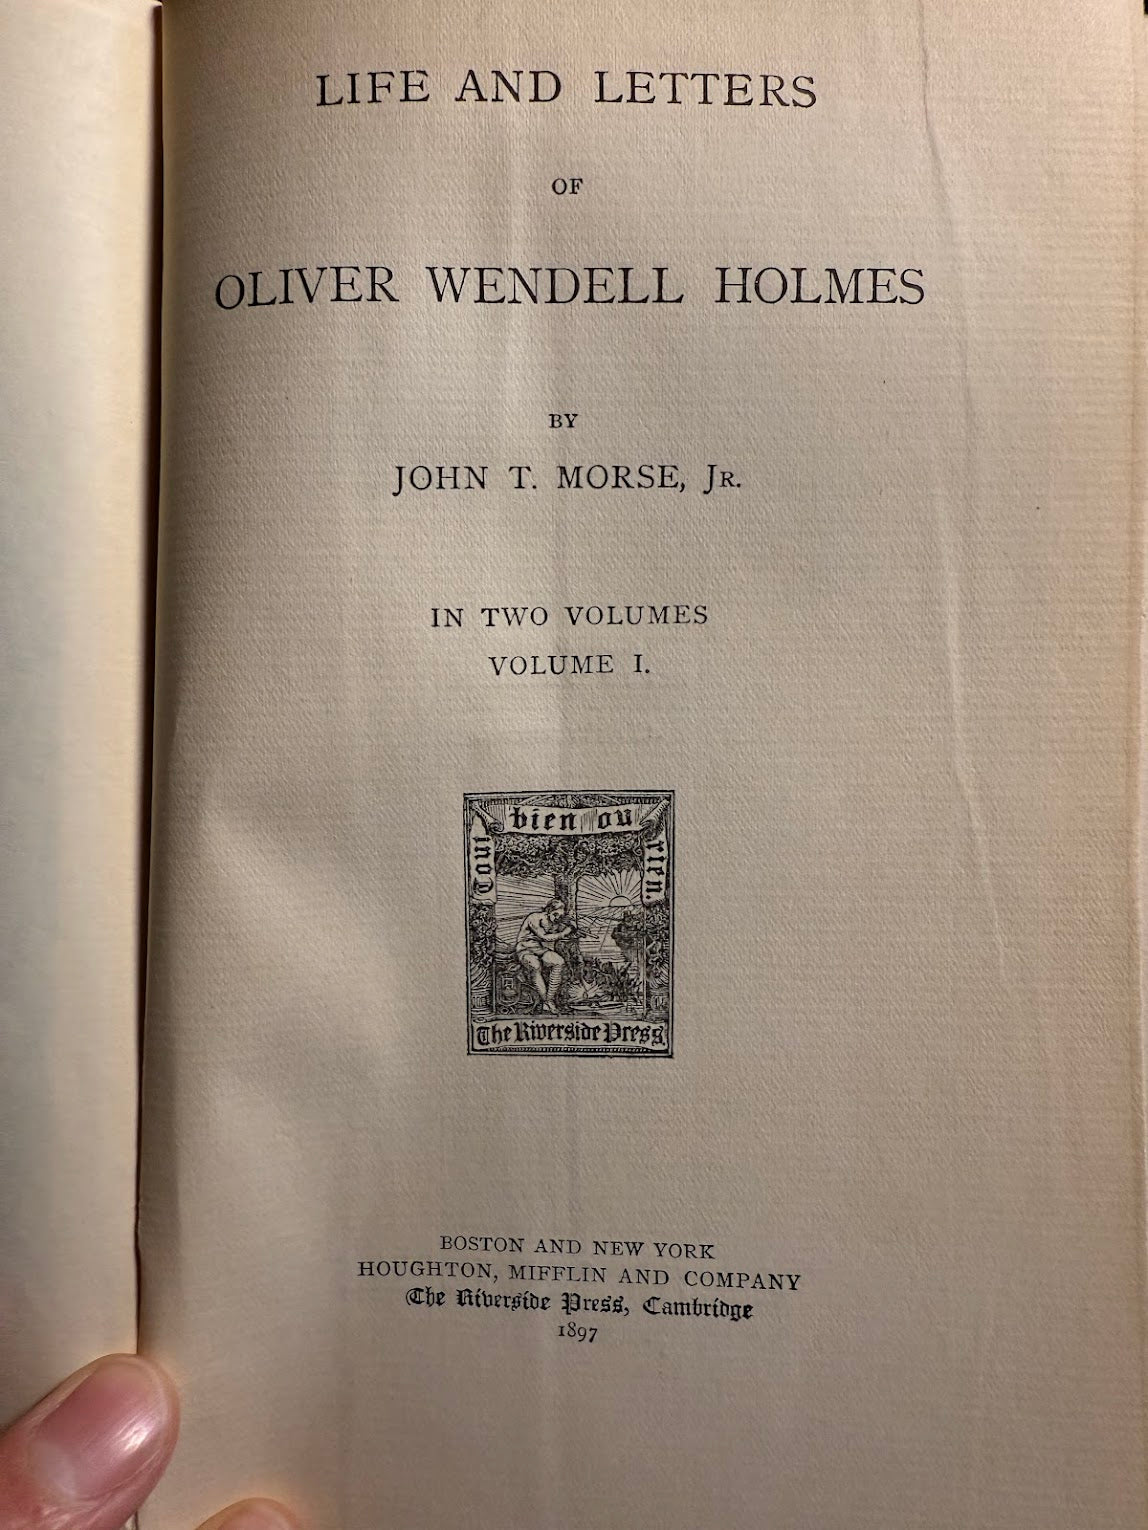 LIFE AND LETTERS
OF
OLIVER WENDELL HOLMES
BY
JOHN T. MORSE, JR.
IN TWO VOLUMES
VOLUME I.
Tout bien ou rien.
The Riverside Press.
BOSTON AND NEW YORK
HOUGHTON, MIFFLIN AND COMPANY
The Riverside Press, Cambridge
1897